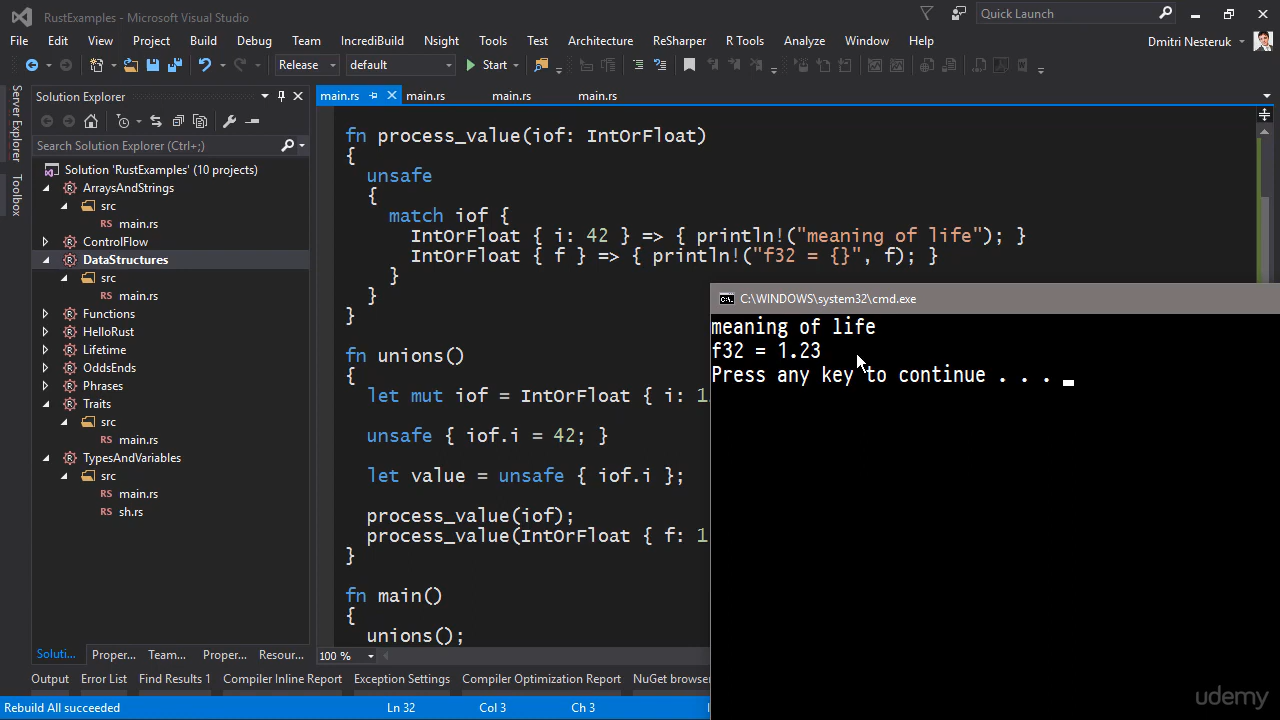 RustExamples - Microsoft Visual Studio
Quick Launch
File Edit View Project Build Debug Team IncrediBuild Nsight Tools Test Architecture ReSharper R Tools Analyze Window Help
Dmitri Nesteruk
Release
default
Start
Server Explorer
Toolbox
Solution Explorer
Search Solution Explorer (Ctrl+;)
Solution 'RustExamples' (10 projects)
ArraysAndStrings
src
main.rs
ControlFlow
DataStructures
src
main.rs
Functions
HelloRust
Lifetime
OddsEnds
Phrases
Traits
src
main.rs
TypesAndVariables
src
main.rs
sh.rs
Soluti... Proper... Team... Proper... Resour...
main.rs main.rs main.rs main.rs
fn process_value(iof: IntOrFloat)
{
unsafe
{
match iof {
IntOrFloat { i: 42 } => { println!("meaning of life"); }
IntOrFloat { f } => { println!("f32 = {}", f); }
}
}
}
fn unions()
{
let mut iof = IntOrFloat { i: 1
unsafe { iof.i = 42; }
let value = unsafe { iof.i };
process_value(iof);
process_value(IntOrFloat { f: 1
}
fn main()
{
unions();
100 %
C:\WINDOWS\system32\cmd.exe
meaning of life
f32 = 1.23
Press any key to continue . . .
Output Error List Find Results 1 Compiler Inline Report Exception Settings Compiler Optimization Report NuGet browser
Rebuild All succeeded
Ln 32 Col 3 Ch 3
udemy